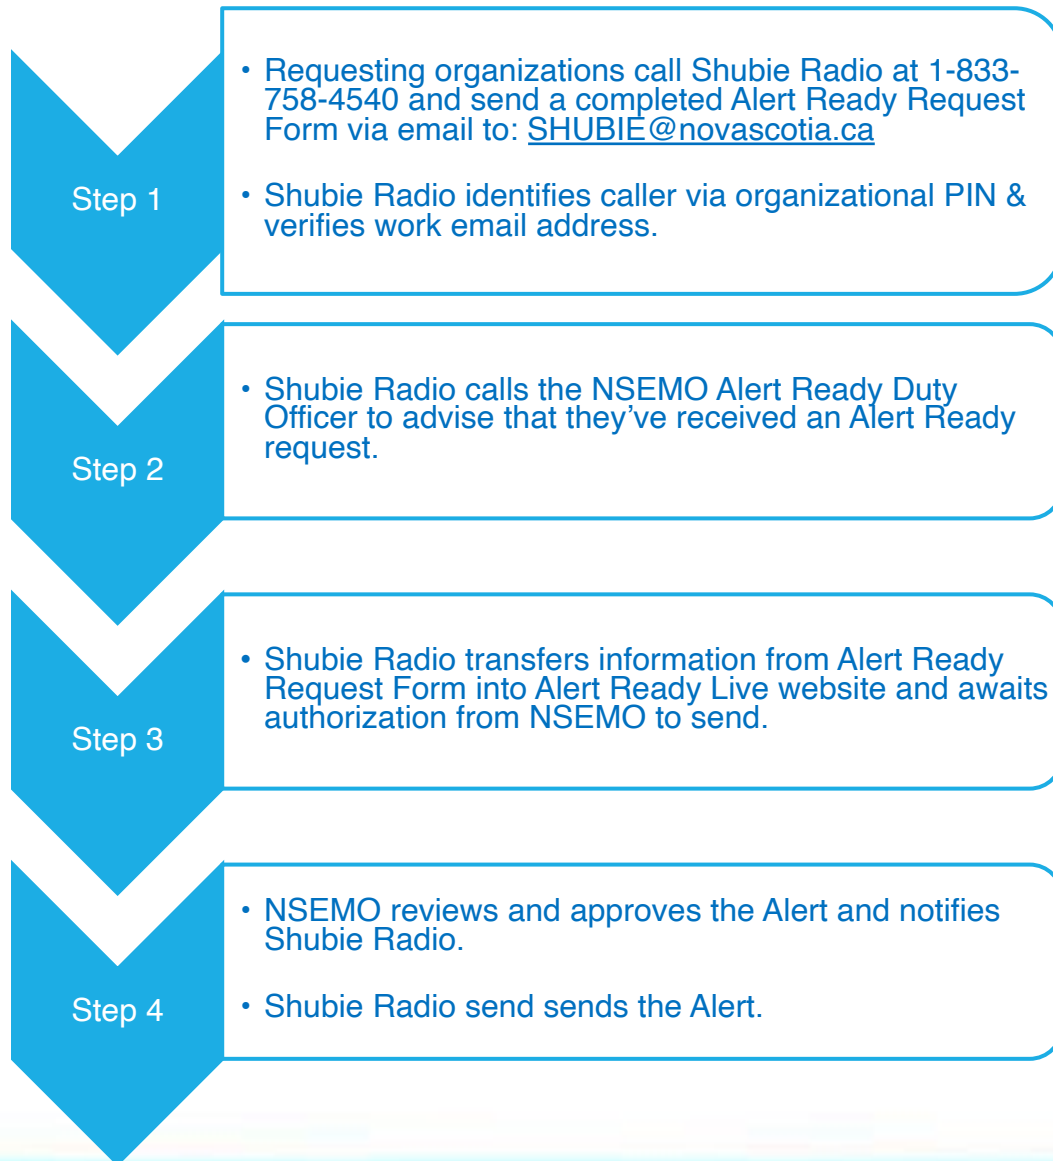 • Requesting organizations call Shubie Radio at 1-833-
758-4540 and send a completed Alert Ready Request
Form via email to: SHUBIE@novascotia.ca
Step 1
• Shubie Radio identifies caller via organizational PIN &
verifies work email address.
• Shubie Radio calls the NSEMO Alert Ready Duty
Officer to advise that they’ve received an Alert Ready
request.
Step 2
• Shubie Radio transfers information from Alert Ready
Request Form into Alert Ready Live website and awaits
authorization from NSEMO to send.
Step 3
• NSEMO reviews and approves the Alert and notifies
Shubie Radio.
Step 4
• Shubie Radio send sends the Alert.